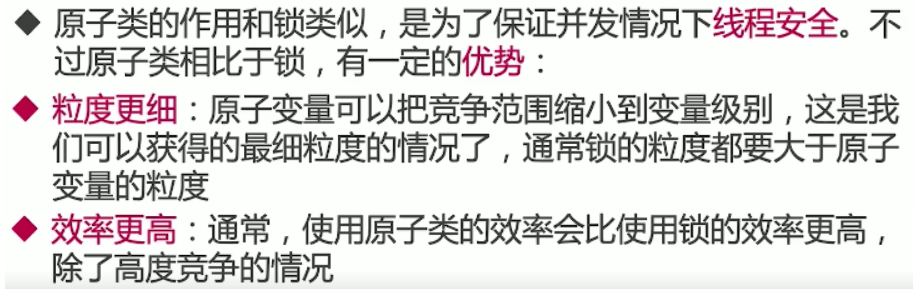 ◆ 原子类的作用和锁类似，是为了保证并发情况下线程安全。不
过原子类相比于锁，有一定的优势：
◆ 粒度更细：原子变量可以把竞争范围缩小到变量级别，这是我
们可以获得的最细粒度的情况了，通常锁的粒度都要大于原子
变量的粒度
◆ 效率更高：通常，使用原子类的效率会比使用锁的效率更高，
除了高度竞争的情况